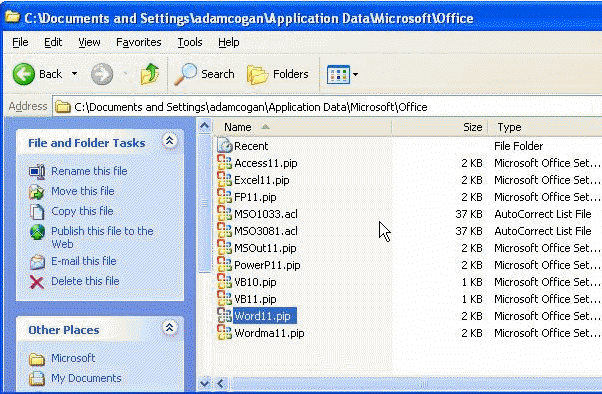 C:\Documents and Settings\adamcogan\Application Data\Microsoft\Office
File Edit View Favorites Tools Help
Back Search Folders
Address C:\Documents and Settings\adamcogan\Application Data\Microsoft\Office
File and Folder Tasks
Rename this file
Move this file
Copy this file
Publish this file to the
Web
E-mail this file
Delete this file
Other Places
Microsoft
My Documents
Name Size Type
Recent File Folder
Access11.pip 2 KB Microsoft Office Set...
Excel11.pip 2 KB Microsoft Office Set...
FP11.pip 2 KB Microsoft Office Set...
MSO1033.acl 37 KB AutoCorrect List File
MSO3081.acl 37 KB AutoCorrect List File
MSOut11.pip 2 KB Microsoft Office Set...
PowerP11.pip 2 KB Microsoft Office Set...
VB10.pip 1 KB Microsoft Office Set...
VB11.pip 1 KB Microsoft Office Set...
Word11.pip 2 KB Microsoft Office Set...
Wordma11.pip 2 KB Microsoft Office Set...